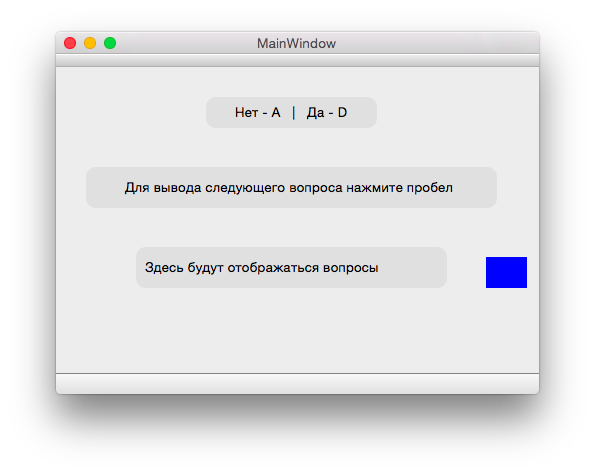 MainWindow
Нет - A | Да - D
Для вывода следующего вопроса нажмите пробел
Здесь будут отображаться вопросы